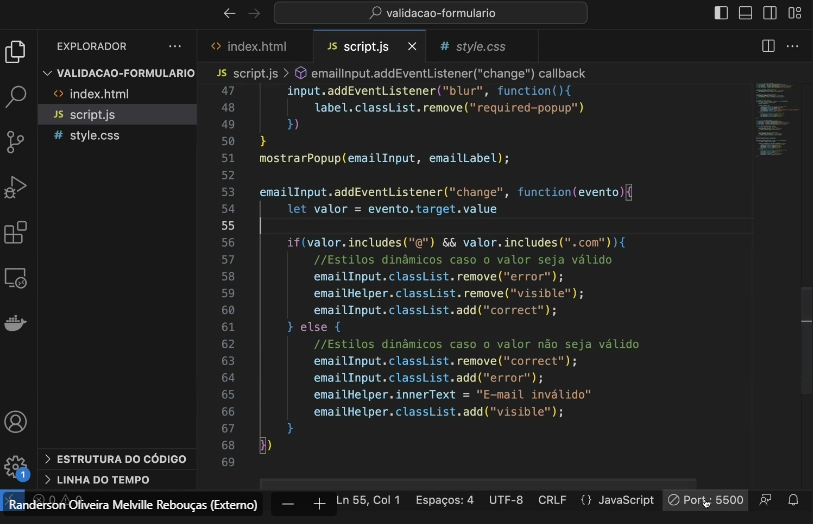 validacao-formulario
EXPLORADOR
index.html
JS script.js
# style.css
VALIDACAO-FORMULARIO
index.html
JS script.js
# style.css
JS script.js > emailInput.addEventListener("change") callback
47 input.addEventListener("blur", function(){
48 label.classList.remove("required-popup")
49 })
50 }
51 mostrarPopup(emailInput, emailLabel);
52
53 emailInput.addEventListener("change", function(evento){
54 let valor = evento.target.value
55
56 if(valor.includes("@") && valor.includes(".com")){
57 //Estilos dinâmicos caso o valor seja válido
58 emailInput.classList.remove("error");
59 emailHelper.classList.remove("visible");
60 emailInput.classList.add("correct");
61 } else {
62 //Estilos dinâmicos caso o valor não seja válido
63 emailInput.classList.remove("correct");
64 emailInput.classList.add("error");
65 emailHelper.innerText = "E-mail inválido"
66 emailHelper.classList.add("visible");
67 }
68 })
69
ESTRUTURA DO CÓDIGO
LINHA DO TEMPO
1
Randerson Oliveira Melville Rebouças (Externo)
Ln 55, Col 1 Espaços: 4 UTF-8 CRLF {} JavaScript Port : 5500